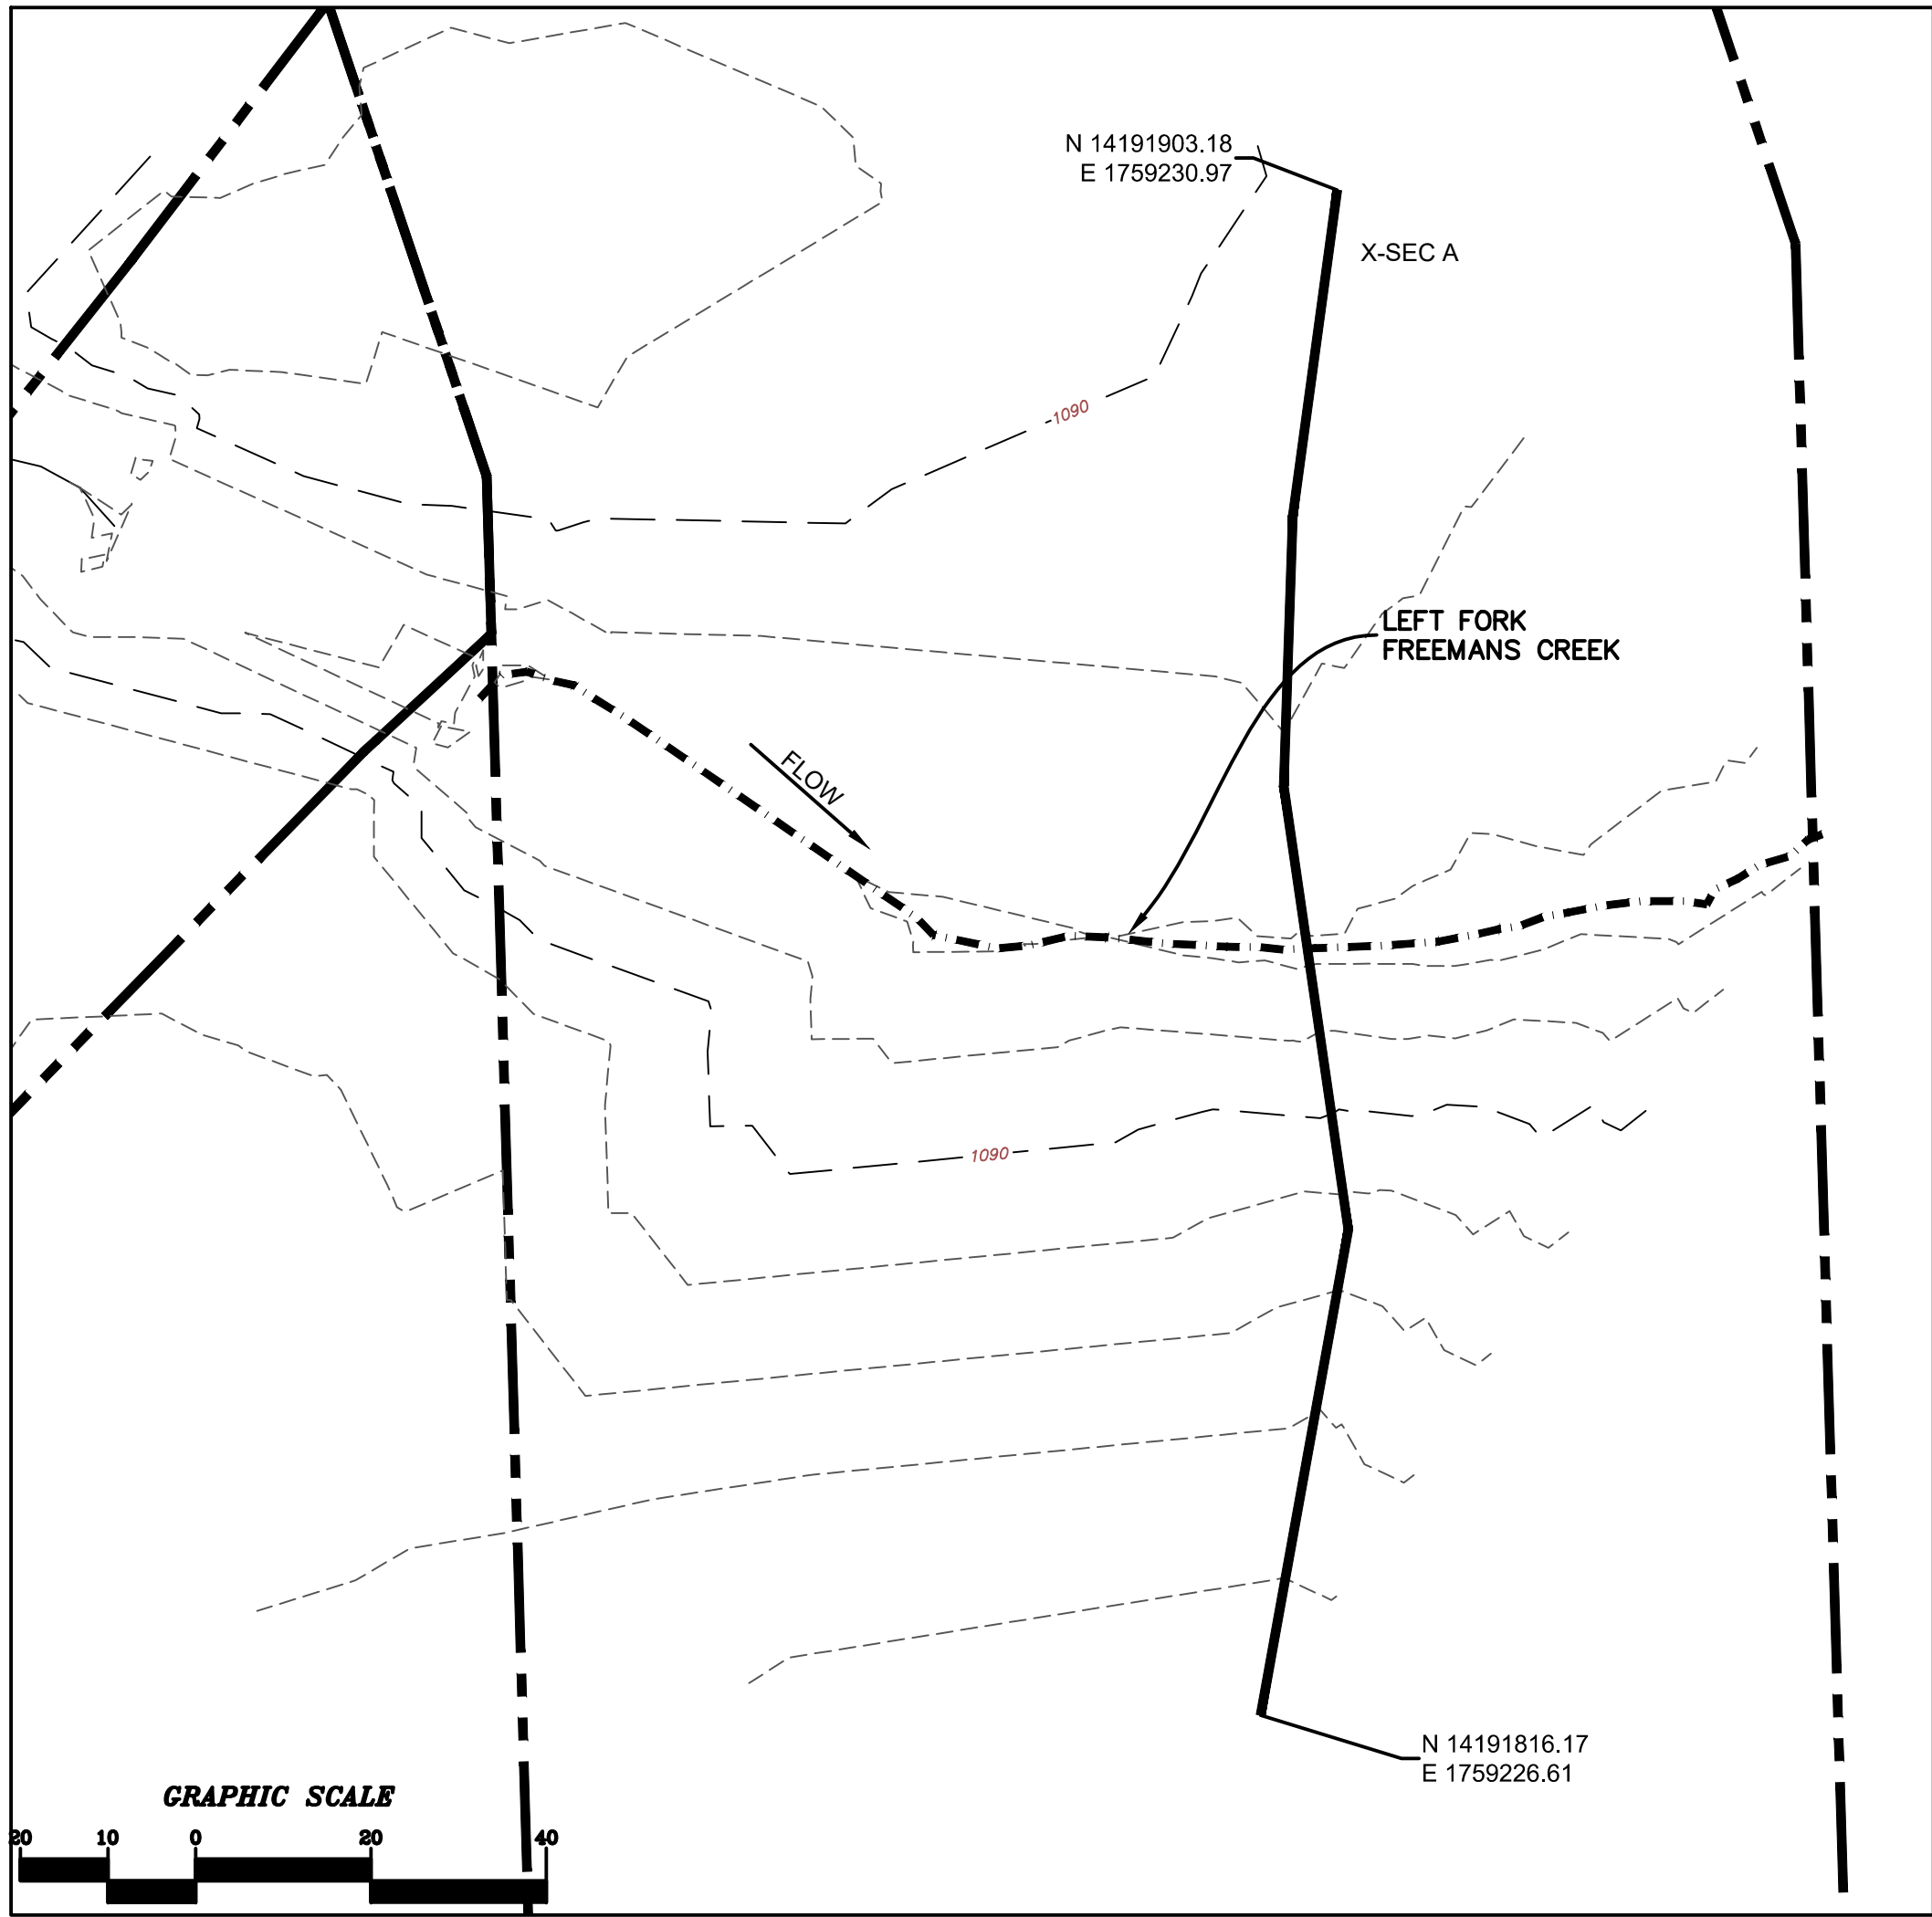 N 14191903.18
E 1759230.97
X-SEC A
1090
LEFT FORK
FREEMANS CREEK
FLOW
1090
N 14191816.17
E 1759226.61
GRAPHIC SCALE
20 10 0 20 40